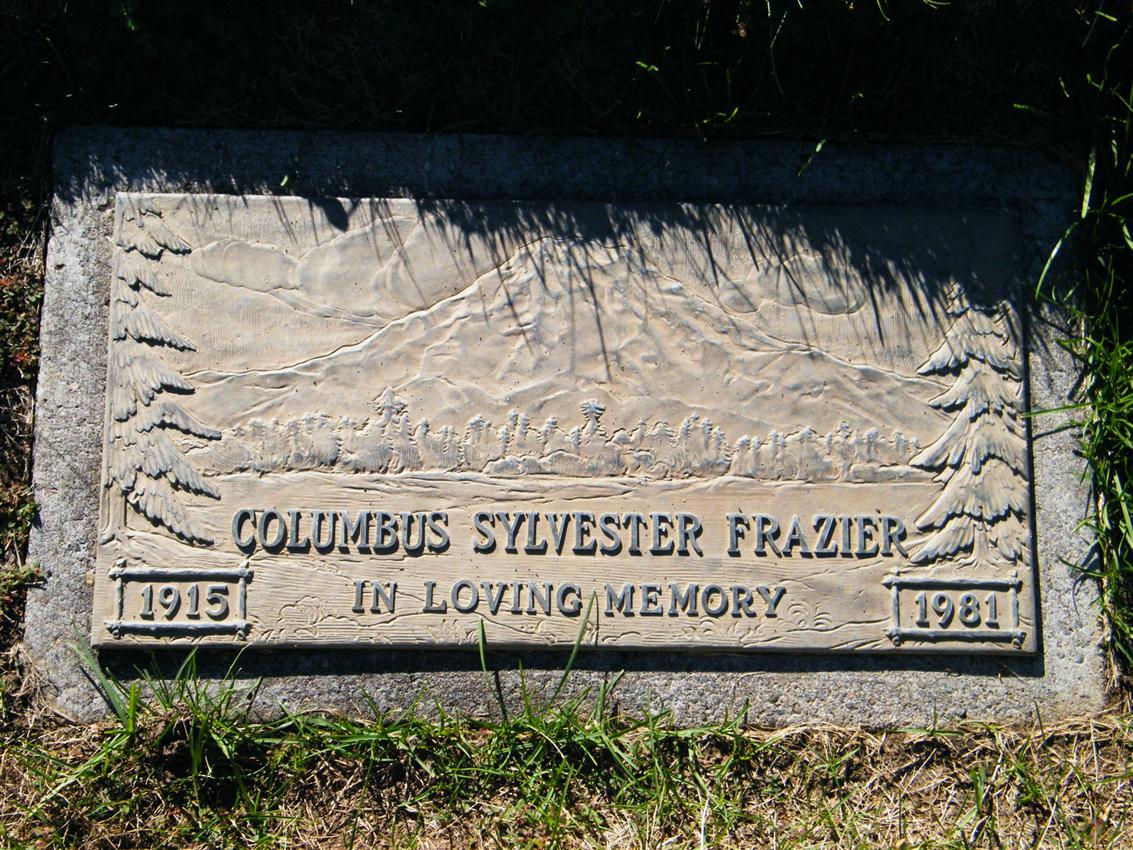 COLUMBUS SYLVESTER FRAZIER
IN LOVING MEMORY
1915
1981